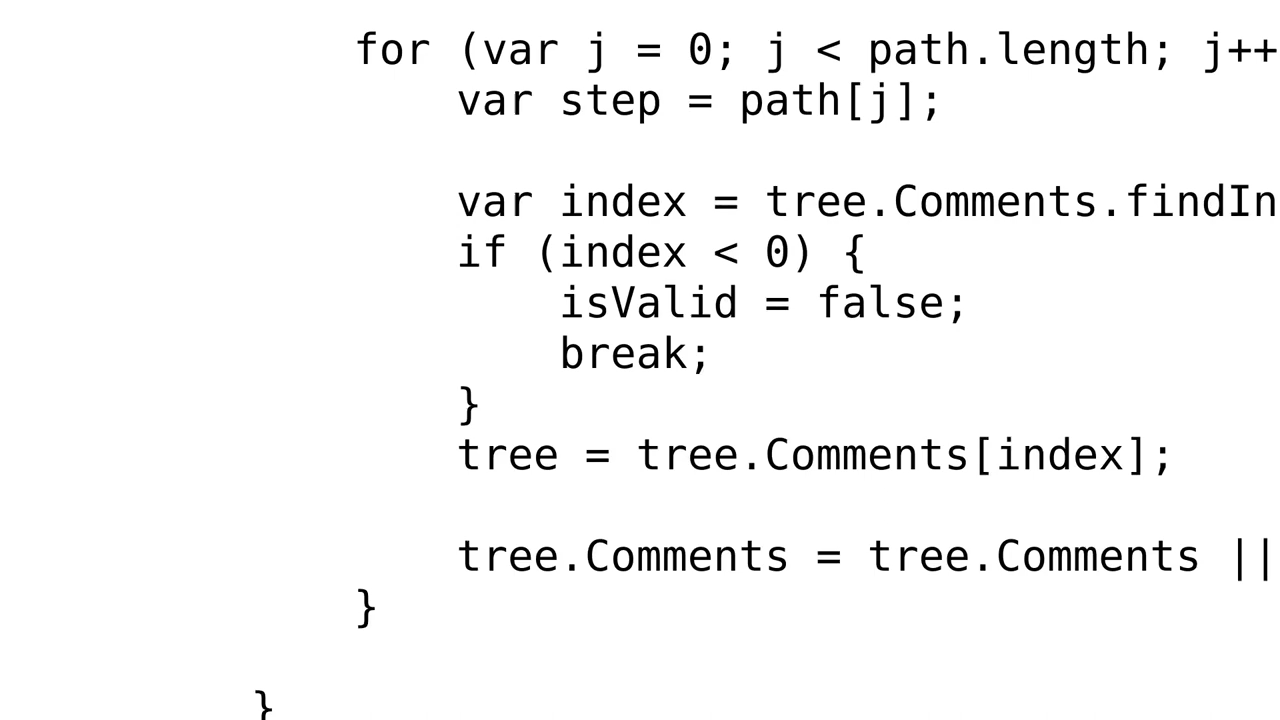 for (var j = 0; j < path.length; j++
var step = path[j];
var index = tree.Comments.findIn
if (index < 0) {
isValid = false;
break;
}
tree = tree.Comments[index];
tree.Comments = tree.Comments ||
}
}